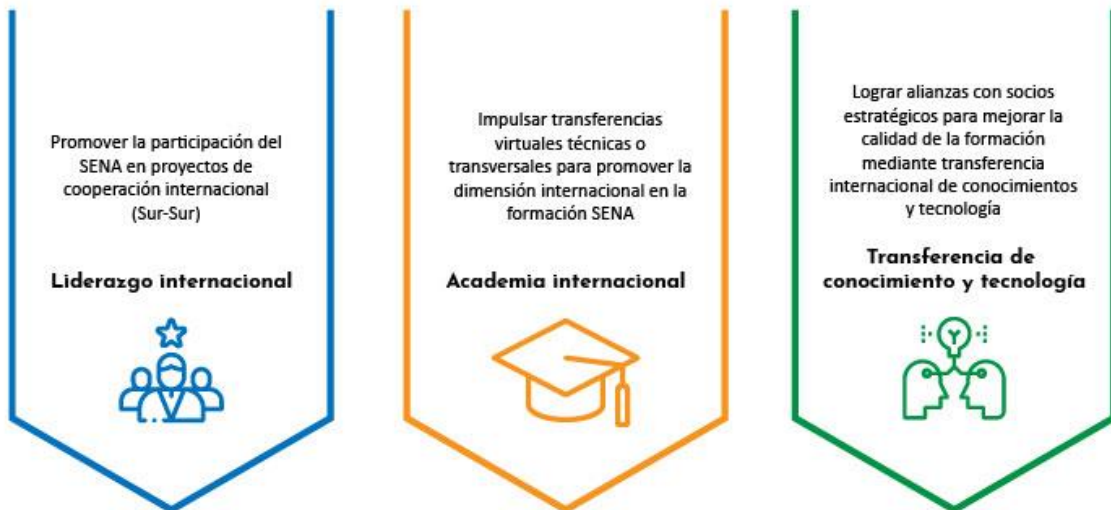 Promover la participación del
SENA en proyectos de
cooperación internacional
(Sur-Sur)
Liderazgo internacional
Impulsar transferencias
virtuales técnicas o
transversales para promover la
dimensión internacional en la
formación SENA
Academia internacional
Lograr alianzas con socios
estratégicos para mejorar la
calidad de la formación
mediante transferencia
internacional de conocimientos
y tecnología
Transferencia de
conocimiento y tecnología